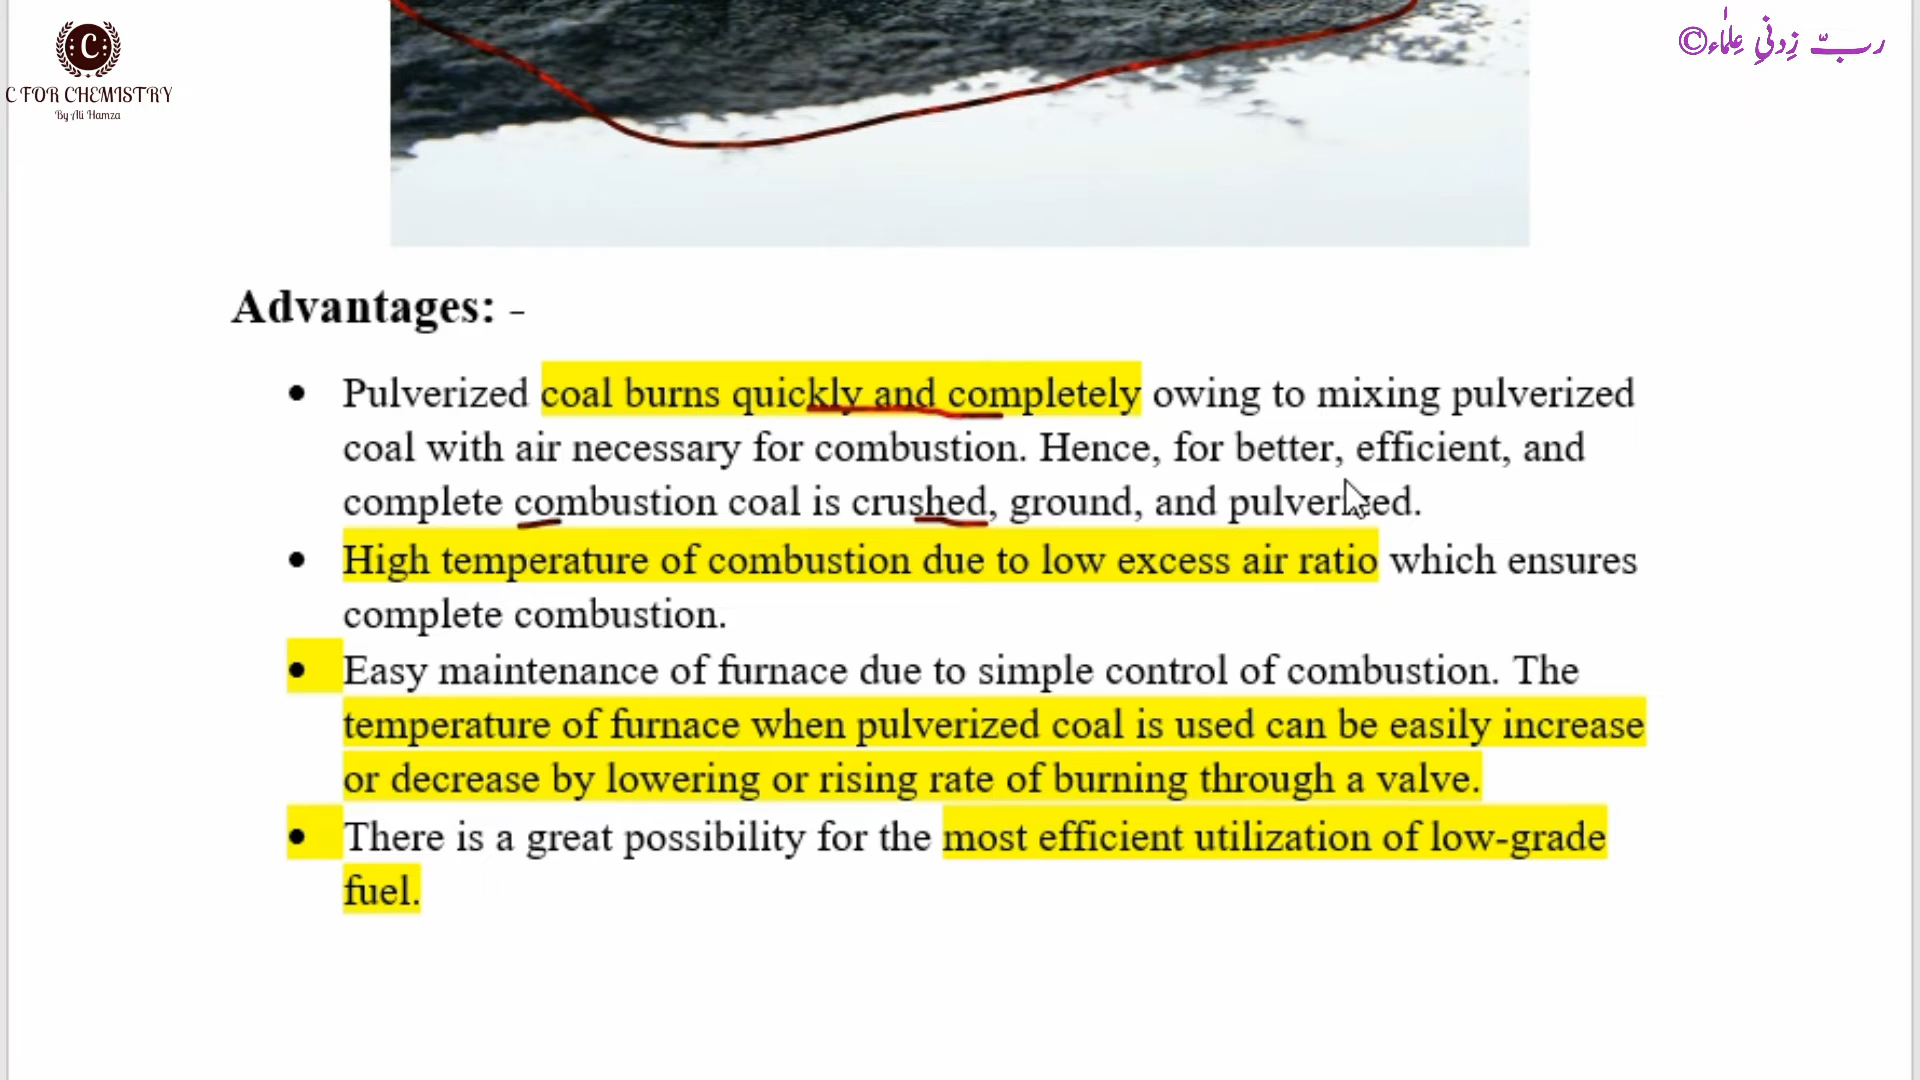 C
C FOR CHEMISTRY
By Ali Hamza
©ربِّ زِدنیِ عِلمٰاء
Advantages: -
• Pulverized coal burns quickly and completely owing to mixing pulverized
coal with air necessary for combustion. Hence, for better, efficient, and
complete combustion coal is crushed, ground, and pulverized.
• High temperature of combustion due to low excess air ratio which ensures
complete combustion.
• Easy maintenance of furnace due to simple control of combustion. The
temperature of furnace when pulverized coal is used can be easily increase
or decrease by lowering or rising rate of burning through a valve.
• There is a great possibility for the most efficient utilization of low-grade
fuel.